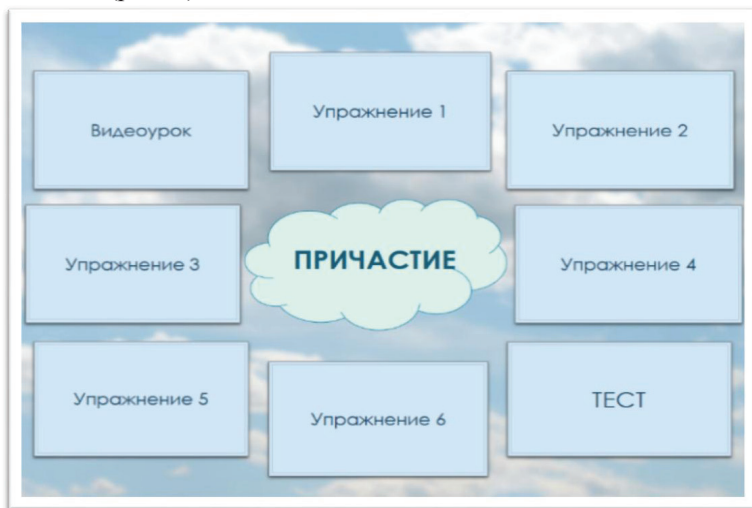 Видеоурок
Упражнение 1
Упражнение 2
Упражнение 3
ПРИЧАСТИЕ
Упражнение 4
Упражнение 5
Упражнение 6
ТЕСТ